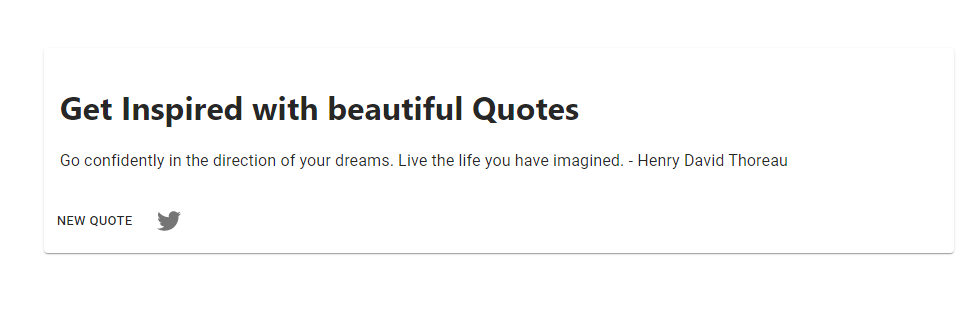 Get Inspired with beautiful Quotes
Go confidently in the direction of your dreams. Live the life you have imagined. - Henry David Thoreau
NEW QUOTE